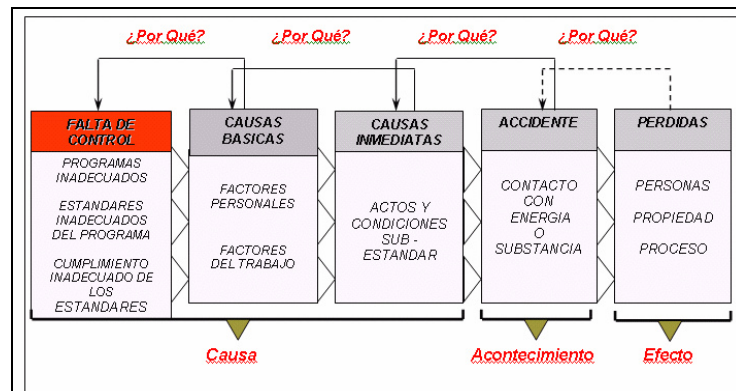 ¿Por Qué?
¿Por Qué?
¿Por Qué?
¿Por Qué?
FALTA DE
CONTROL
PROGRAMAS
INADECUADOS
ESTANDARES
INADECUADOS
DEL PROGRAMA
CUMPLIMIENTO
INADECUADO DE
LOS
ESTANDARES
CAUSAS
BASICAS
FACTORES
PERSONALES
FACTORES
DEL TRABAJO
CAUSAS
INMEDIATAS
ACTOS Y
CONDICIONES
SUB -
ESTANDAR
ACCIDENTE
CONTACTO
CON
ENERGIA
O
SUBSTANCIA
PERDIDAS
PERSONAS
PROPIEDAD
PROCESO
Causa
Acontecimiento
Efecto